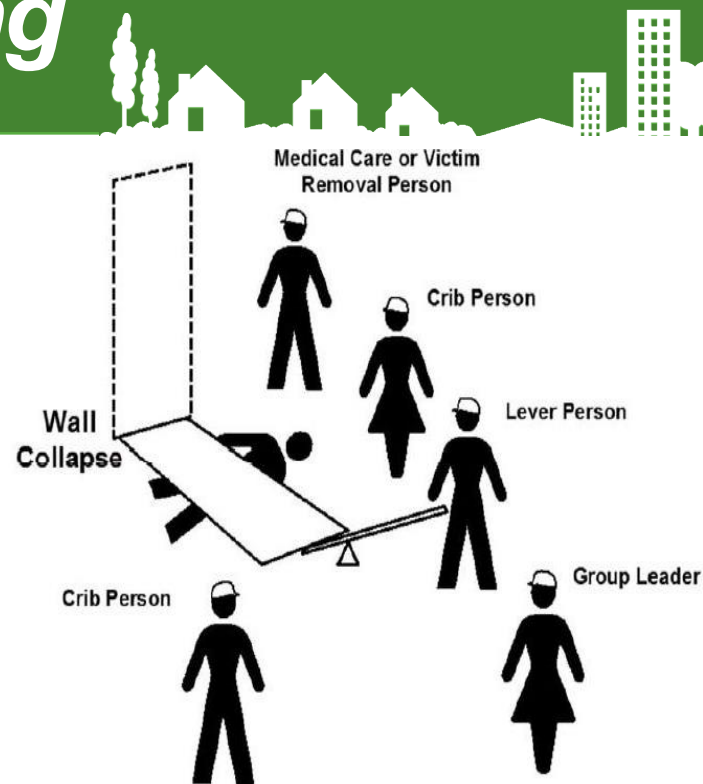 Medical Care or Victim
Removal Person
Crib Person
Lever Person
Wall
Collapse
Group Leader
Crib Person